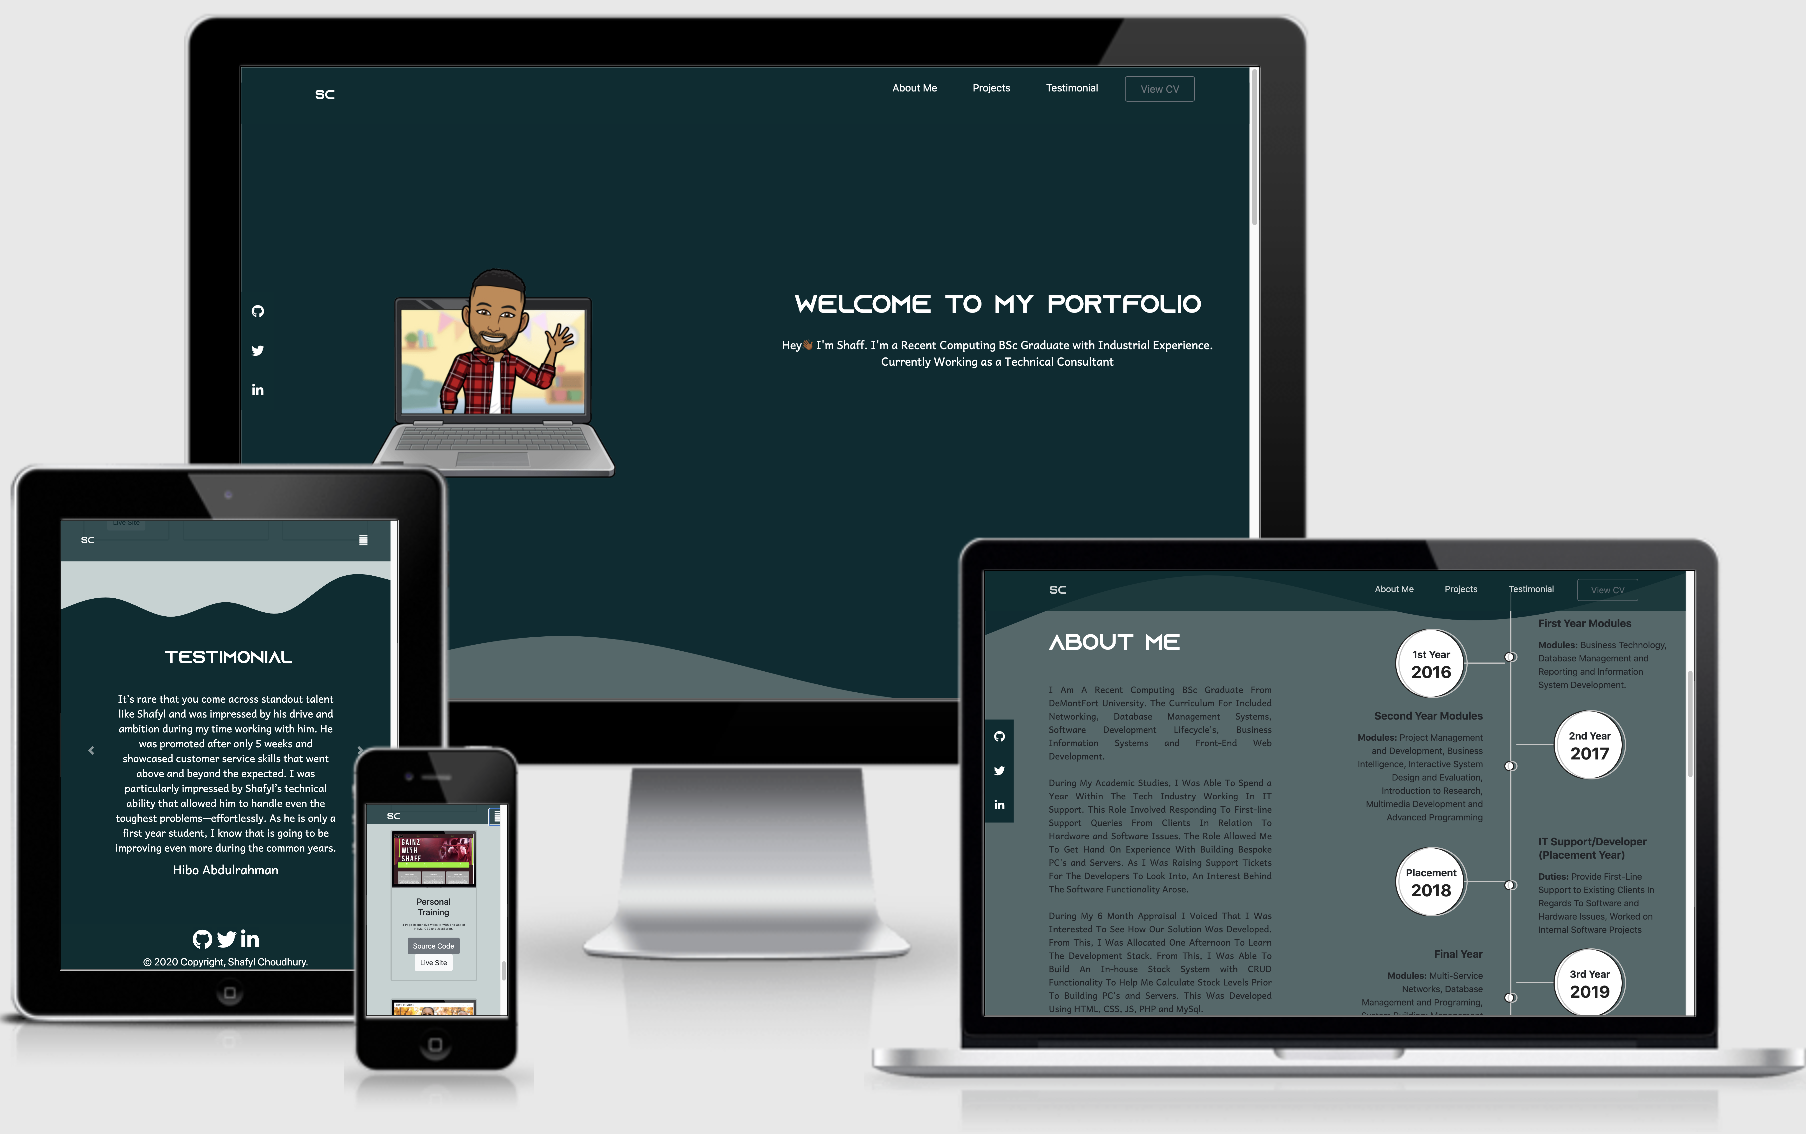 SC
About Me
Projects
Testimonial
View CV
WELCOME TO MY PORTFOLIO
Hey👋🏾 I'm Shaff. I'm a Recent Computing BSc Graduate with Industrial Experience.
Currently Working as a Technical Consultant
Live Site
SC
TESTIMONIAL
It's rare that you come across standout talent
like Shafyl and was impressed by his drive and
ambition during my time working with him. He
was promoted after only 5 weeks and
showcased customer service skills that went
above and beyond the expected. I was
particularly impressed by Shafyl's technical
ability that allowed him to handle even the
toughest problems—effortlessly. As he is only a
first year student, I know that is going to be
improving even more during the common years.
Hibo Abdulrahman
© 2020 Copyright, Shafyl Choudhury.
SC
GAINZ
WITH
SHAFF
Personal
Training
Source Code
Live Site
SC
About Me
Projects
Testimonial
View CV
ABOUT ME
I Am A Recent Computing BSc Graduate From
DeMontFort University. The Curriculum For Included
Networking, Database Management Systems,
Software Development Lifecycle's, Business
Information Systems and Front-End Web
Development.
During My Academic Studies, I Was Able To Spend a
Year Within The Tech Industry Working In IT
Support. This Role Involved Responding To First-line
Support Queries From Clients In Relation To
Hardware and Software Issues. The Role Allowed Me
To Get Hand On Experience With Building Bespoke
PC's and Servers. As I Was Raising Support Tickets
For The Developers To Look Into, An Interest Behind
The Software Functionality Arose.
During My 6 Month Appraisal I Voiced That I Was
Interested To See How Our Solution Was Developed.
From This, I Was Allocated One Afternoon To Learn
The Development Stack. From This, I Was Able To
Build An In-house Stack System with CRUD
Functionality To Help Me Calculate Stock Levels Prior
To Building PC's and Servers. This Was Developed
Using HTML, CSS, JS, PHP and MySql.
1st Year
2016
First Year Modules
Modules: Business Technology,
Database Management and
Reporting and Information
System Development.
Second Year Modules
Modules: Project Management
and Development, Business
Intelligence, Interactive System
Design and Evaluation,
Introduction to Research,
Multimedia Development and
Advanced Programming
2nd Year
2017
Placement
2018
IT Support/Developer
(Placement Year)
Duties: Provide First-Line
Support to Existing Clients In
Regards To Software and
Hardware Issues, Worked on
Internal Software Projects
Final Year
Modules: Multi-Service
Networks, Database
Management and Programing,
System Building: Management
3rd Year
2019